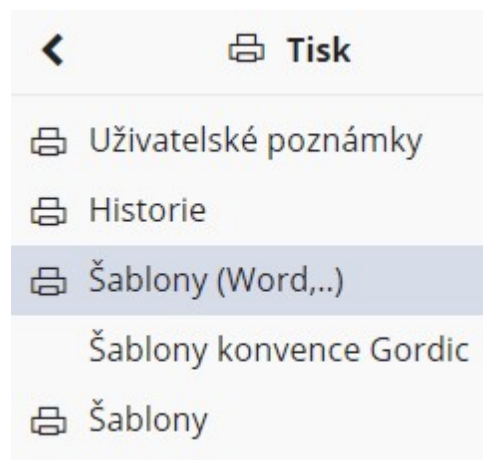 Tisk
Uživatelské poznámky
Historie
Šablony (Word,..)
Šablony konvence Gordic
Šablony